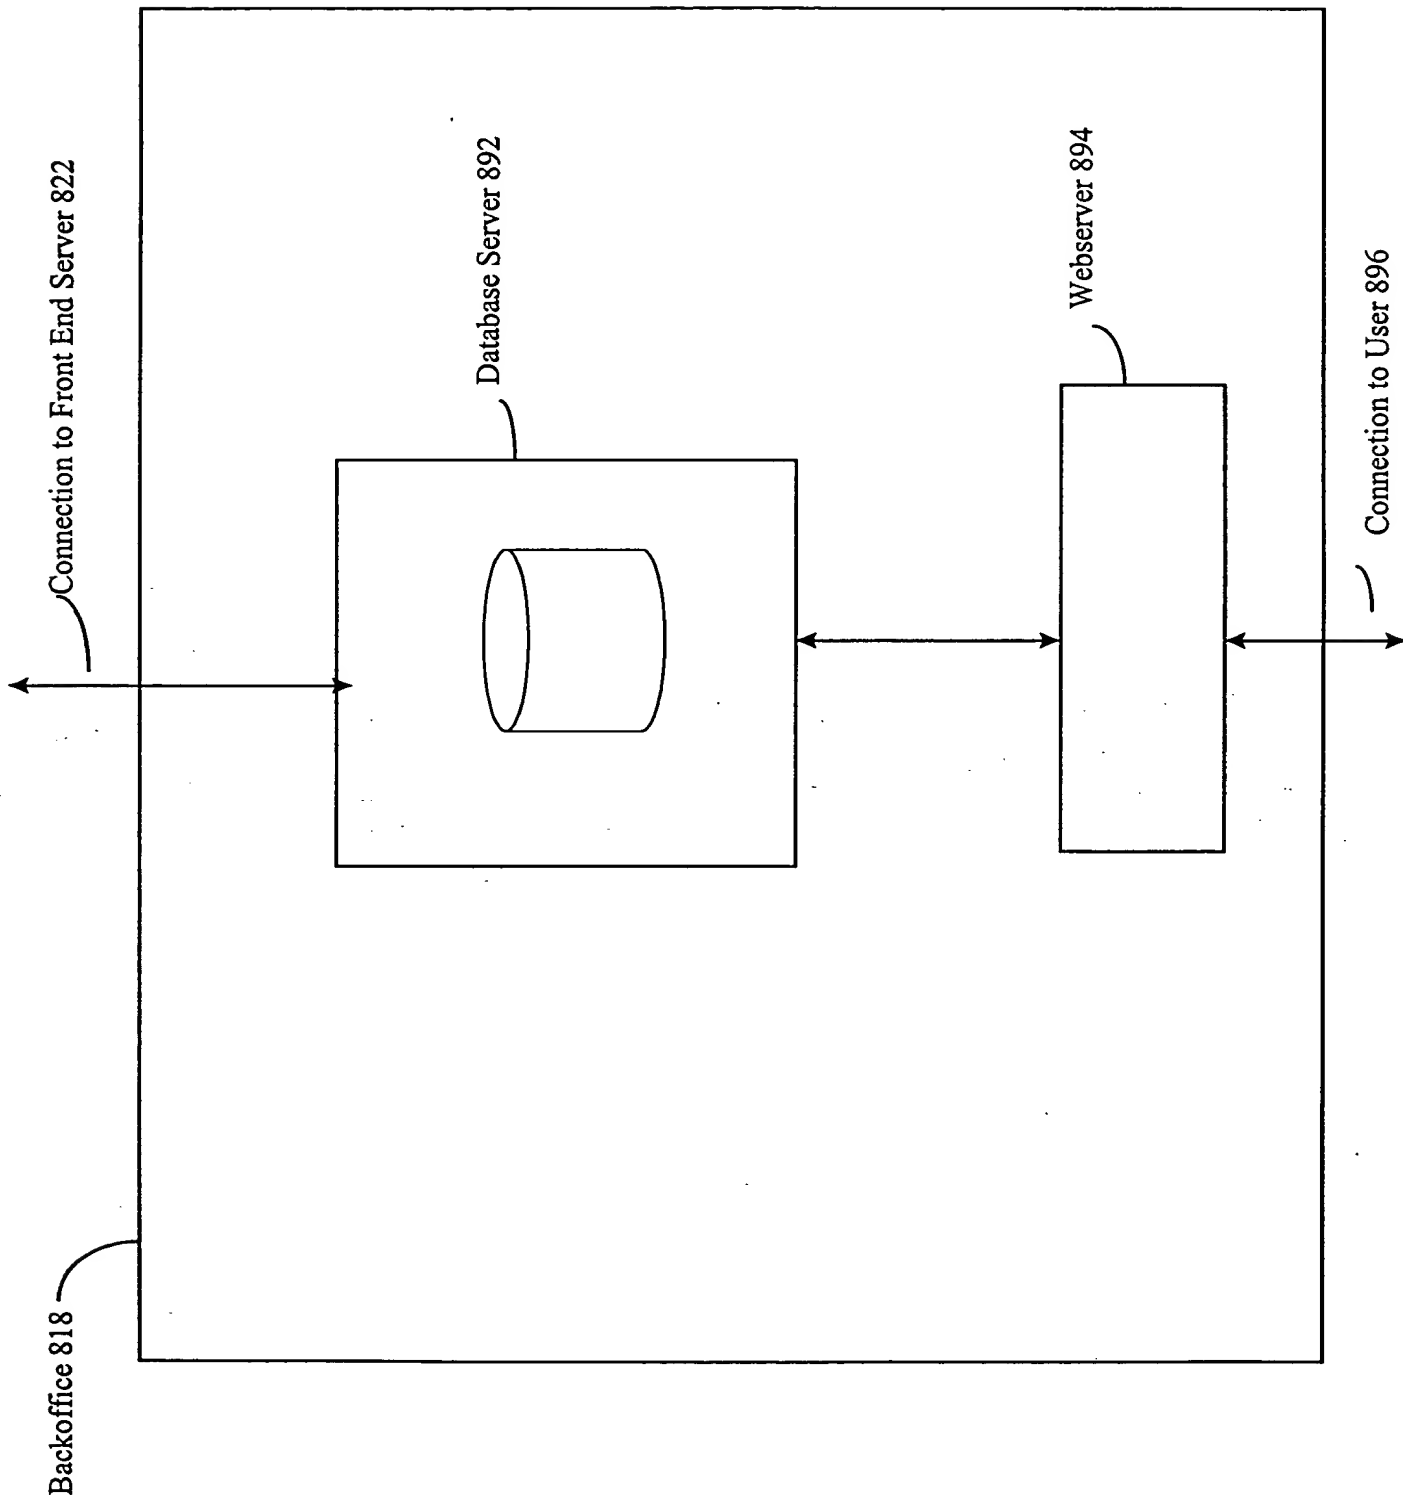 Backoffice 818
Connection to Front End Server 822
Database Server 892
Webserver 894
Connection to User 896